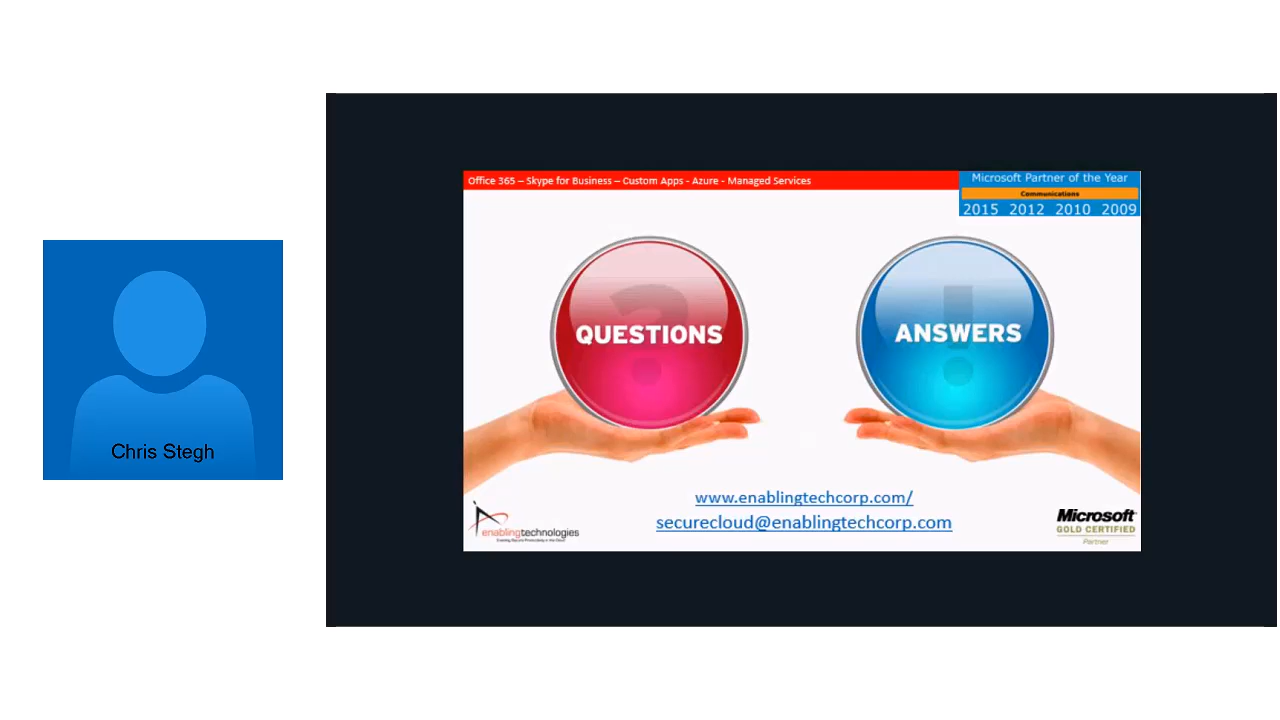 Office 365 – Skype for Business – Custom Apps - Azure - Managed Services
Microsoft Partner of the Year
Communications
2015 2012 2010 2009
QUESTIONS
ANSWERS
Chris Stegh
www.enablingtechcorp.com/
securecloud@enablingtechcorp.com
enablingtechnologies
Microsoft
GOLD CERTIFIED
Partner